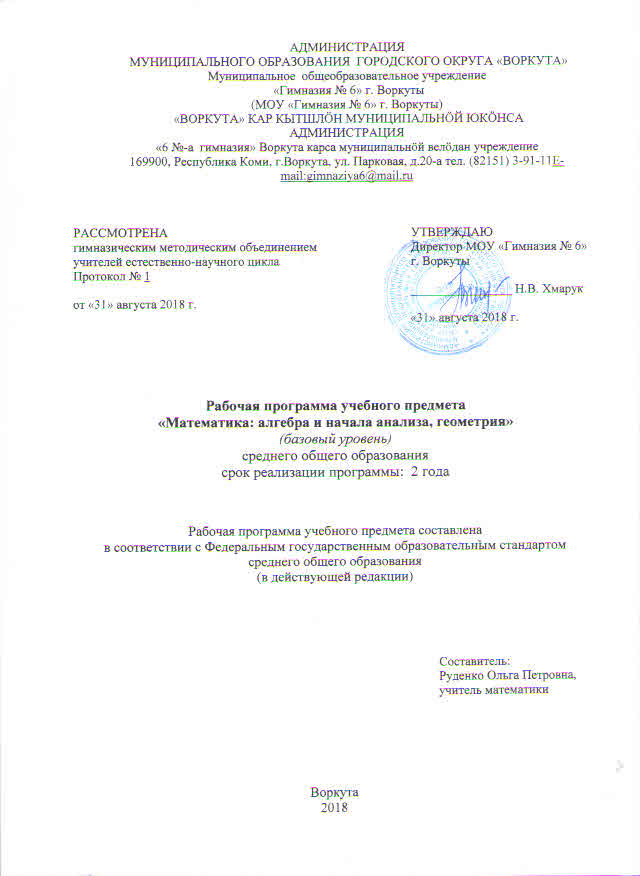 АДМИНИСТРАЦИЯ
МУНИЦИПАЛЬНОГО ОБРАЗОВАНИЯ ГОРОДСКОГО ОКРУГА «ВОРКУТА»
Муниципальное общеобразовательное учреждение
«Гимназия № 6» г. Воркуты
(МОУ «Гимназия № 6» г. Воркуты)
«ВОРКУТА» КАР КЫТШЛӦН МУНИЦИПАЛЬНӦЙ ЮКӦНСА
АДМИНИСТРАЦИЯ
«6 №-а гимназия» Воркута карса муниципальнӧй велӧдан учреждение
169900, Республика Коми, г.Воркута, ул. Парковая, д.20-а тел. (82151) 3-91-11E-
mail:gimnaziya6@mail.ru
РАССМОТРЕНА
гимназическим методическим объединением
учителей естественно-научного цикла
Протокол № 1
от «31» августа 2018 г.
УТВЕРЖДАЮ
Директор МОУ «Гимназия № 6»
г. Воркуты
Н.В. Хмарук
«31» августа 2018 г.
Рабочая программа учебного предмета
«Математика: алгебра и начала анализа, геометрия»
(базовый уровень)
среднего общего образования
срок реализации программы: 2 года
Рабочая программа учебного предмета составлена
в соответствии с Федеральным государственным образовательным стандартом
среднего общего образования
(в действующей редакции)
Составитель:
Руденко Ольга Петровна,
учитель математики
Воркута
2018